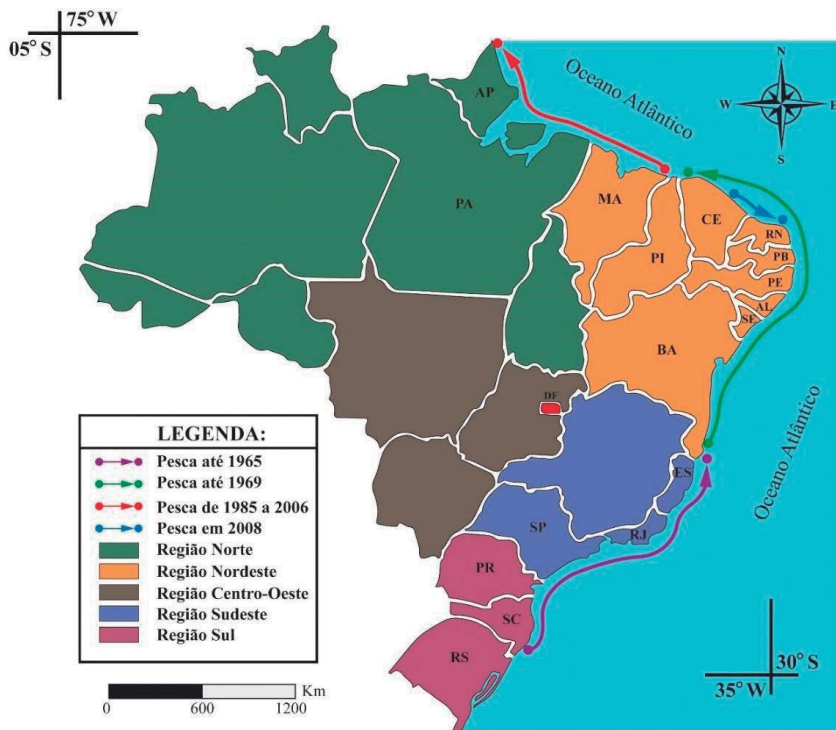 75° W
05° S
Oceano Atlântico
N
W
E
S
AP
PA
MA
CE
PI
RN
PB
PE
AL
SE
BA
DF
ES
SP
RJ
PR
SC
RS
Oceano Atlântico
LEGENDA:
Pesca até 1965
Pesca até 1969
Pesca de 1985 a 2006
Pesca em 2008
Região Norte
Região Nordeste
Região Centro-Oeste
Região Sudeste
Região Sul
30° S
35° W
Km
0 600 1200